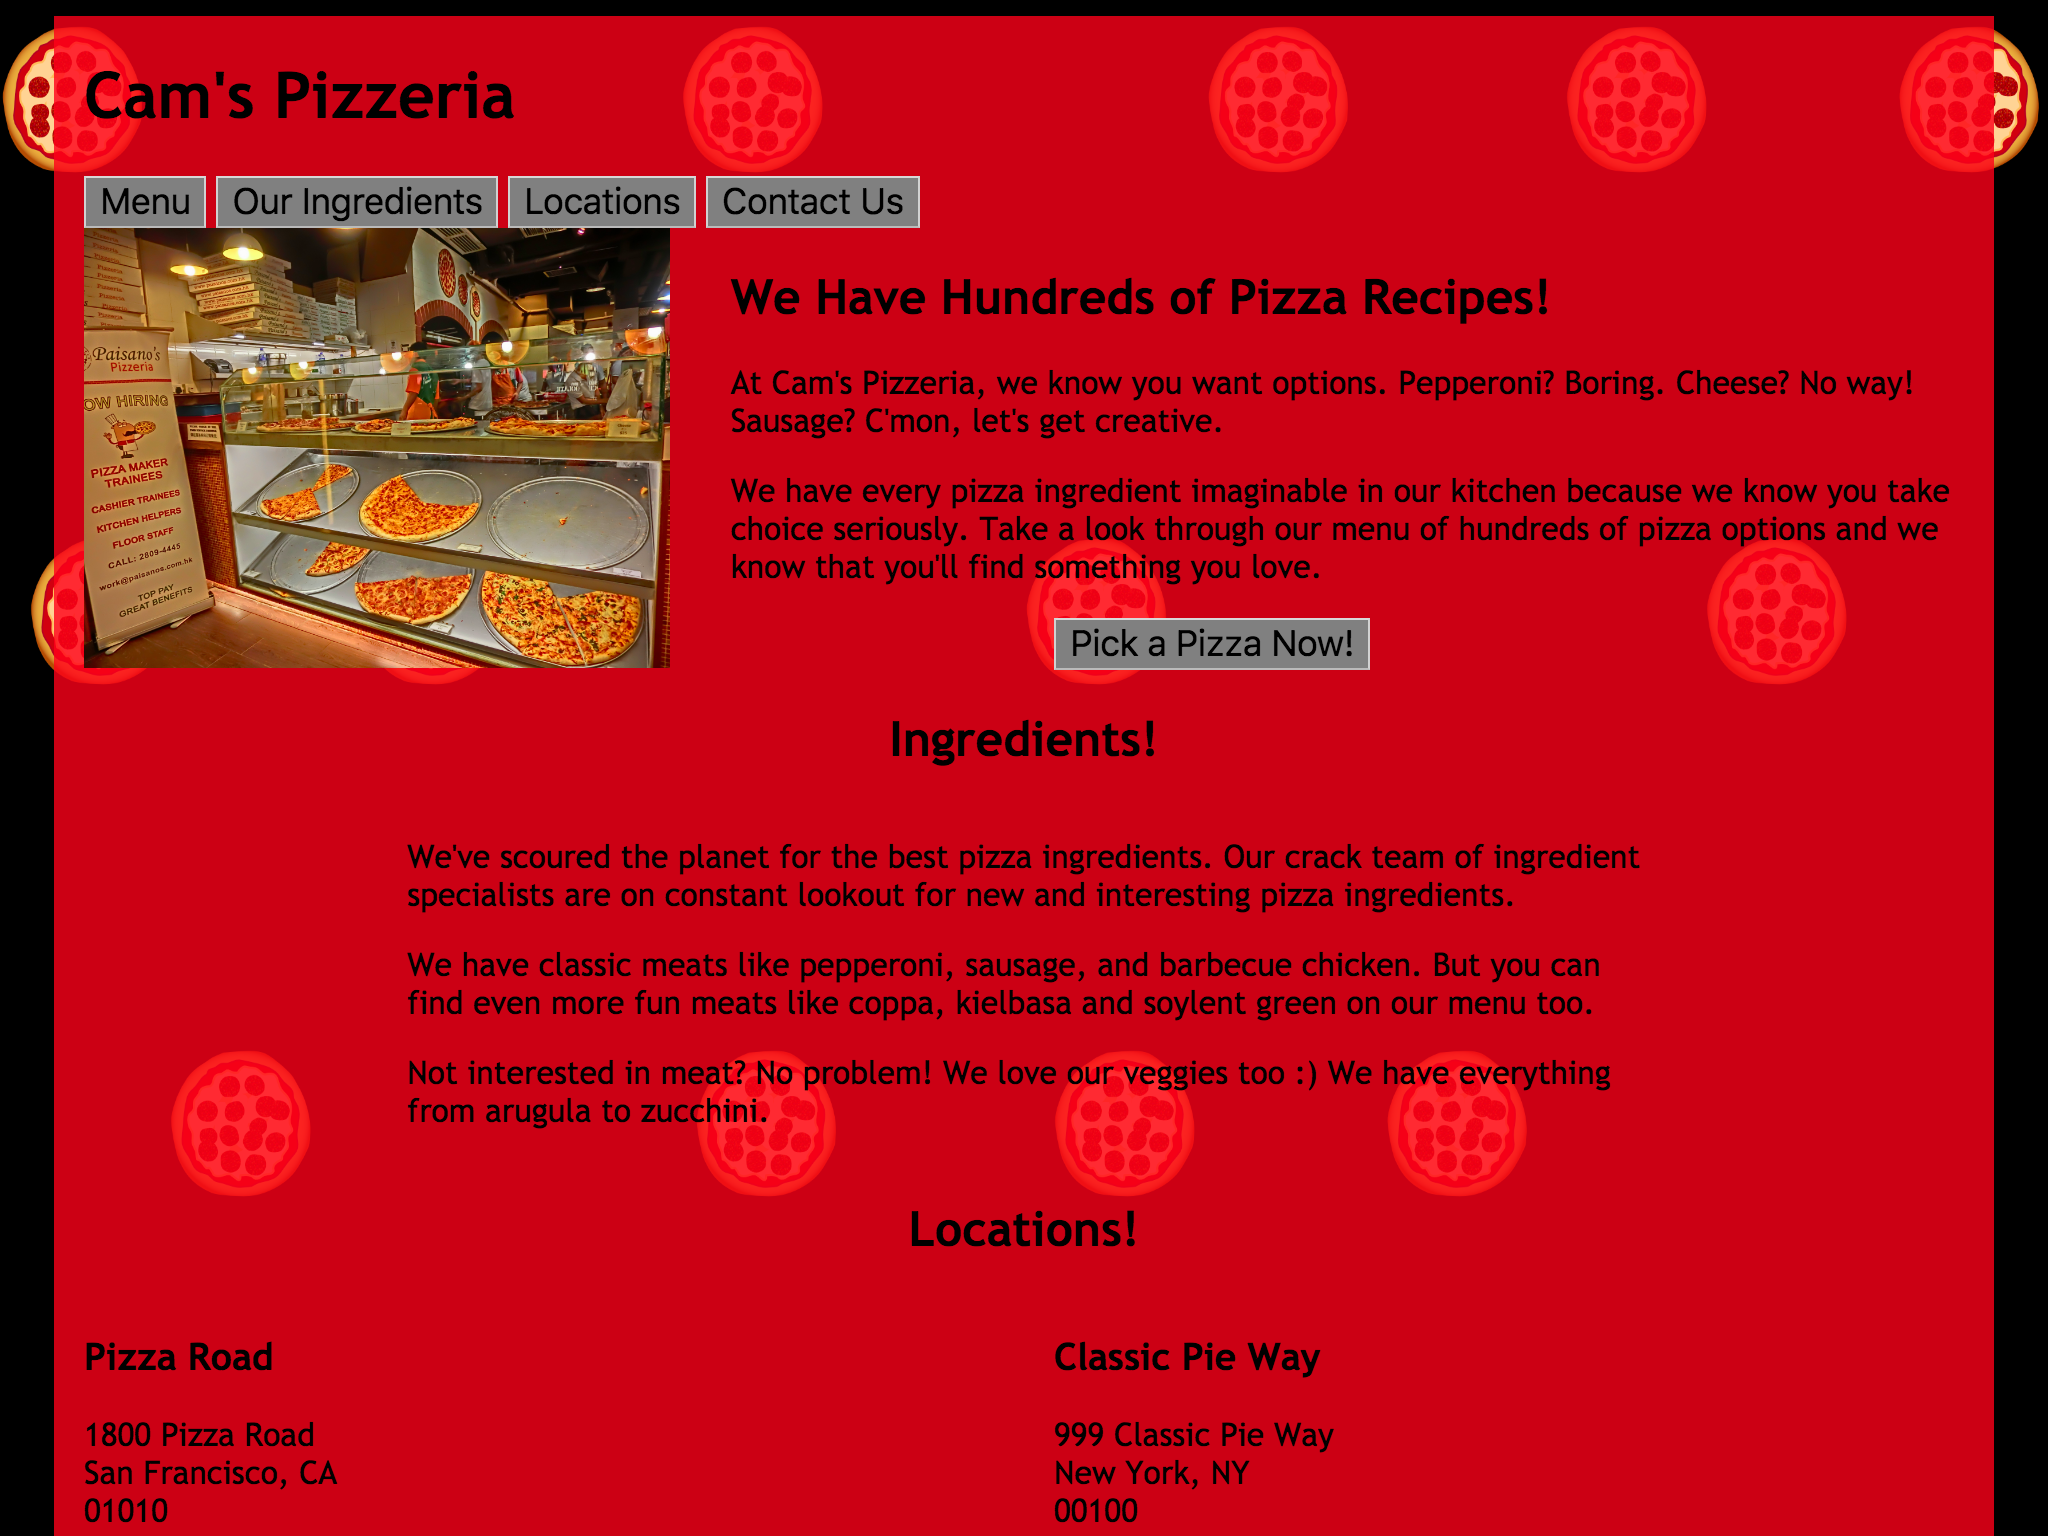 Cam's Pizzeria
Menu
Our Ingredients
Locations
Contact Us
Paisano's
Pizzeria
OW HIRING
PIZZA MAKER
TRAINEES
CASHIER TRAINEES
KITCHEN HELPERS
FLOOR STAFF
CALL: 2809-4445
work@paisanos.com.hk
TOP PAY
GREAT BENEFITS
We Have Hundreds of Pizza Recipes!
At Cam's Pizzeria, we know you want options. Pepperoni? Boring. Cheese? No way!
Sausage? C'mon, let's get creative.
We have every pizza ingredient imaginable in our kitchen because we know you take
choice seriously. Take a look through our menu of hundreds of pizza options and we
know that you'll find something you love.
Pick a Pizza Now!
Ingredients!
We've scoured the planet for the best pizza ingredients. Our crack team of ingredient
specialists are on constant lookout for new and interesting pizza ingredients.
We have classic meats like pepperoni, sausage, and barbecue chicken. But you can
find even more fun meats like coppa, kielbasa and soylent green on our menu too.
Not interested in meat? No problem! We love our veggies too :) We have everything
from arugula to zucchini.
Locations!
Pizza Road
1800 Pizza Road
San Francisco, CA
01010
Classic Pie Way
999 Classic Pie Way
New York, NY
00100